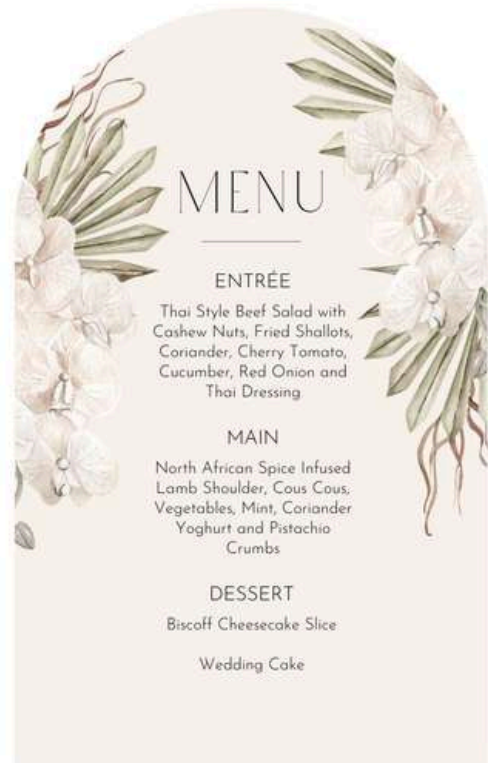 MENU
ENTRÉE
Thai Style Beef Salad with
Cashew Nuts, Fried Shallots,
Coriander, Cherry Tomato,
Cucumber, Red Onion and
Thai Dressing
MAIN
North African Spice Infused
Lamb Shoulder, Cous Cous,
Vegetables, Mint, Coriander
Yoghurt and Pistachio
Crumbs
DESSERT
Biscoff Cheesecake Slice
Wedding Cake